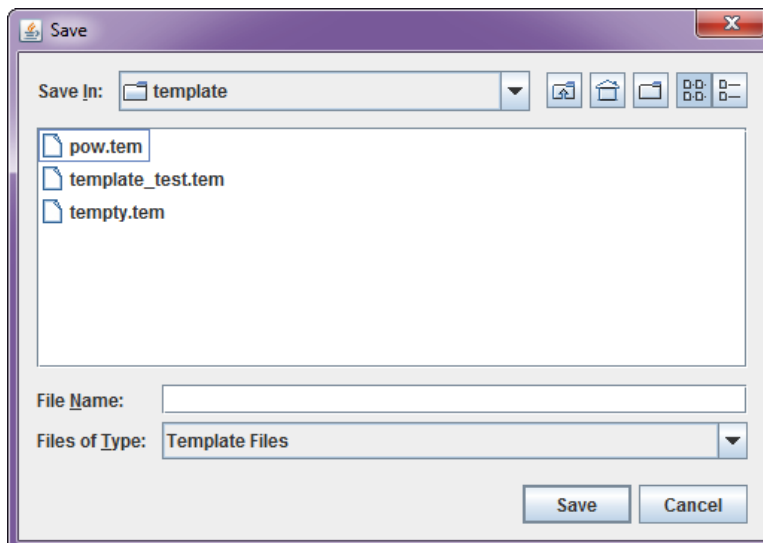 Save
Save In: template
pow.tem
template_test.tem
tempty.tem
File Name:
Files of Type: Template Files
Save Cancel